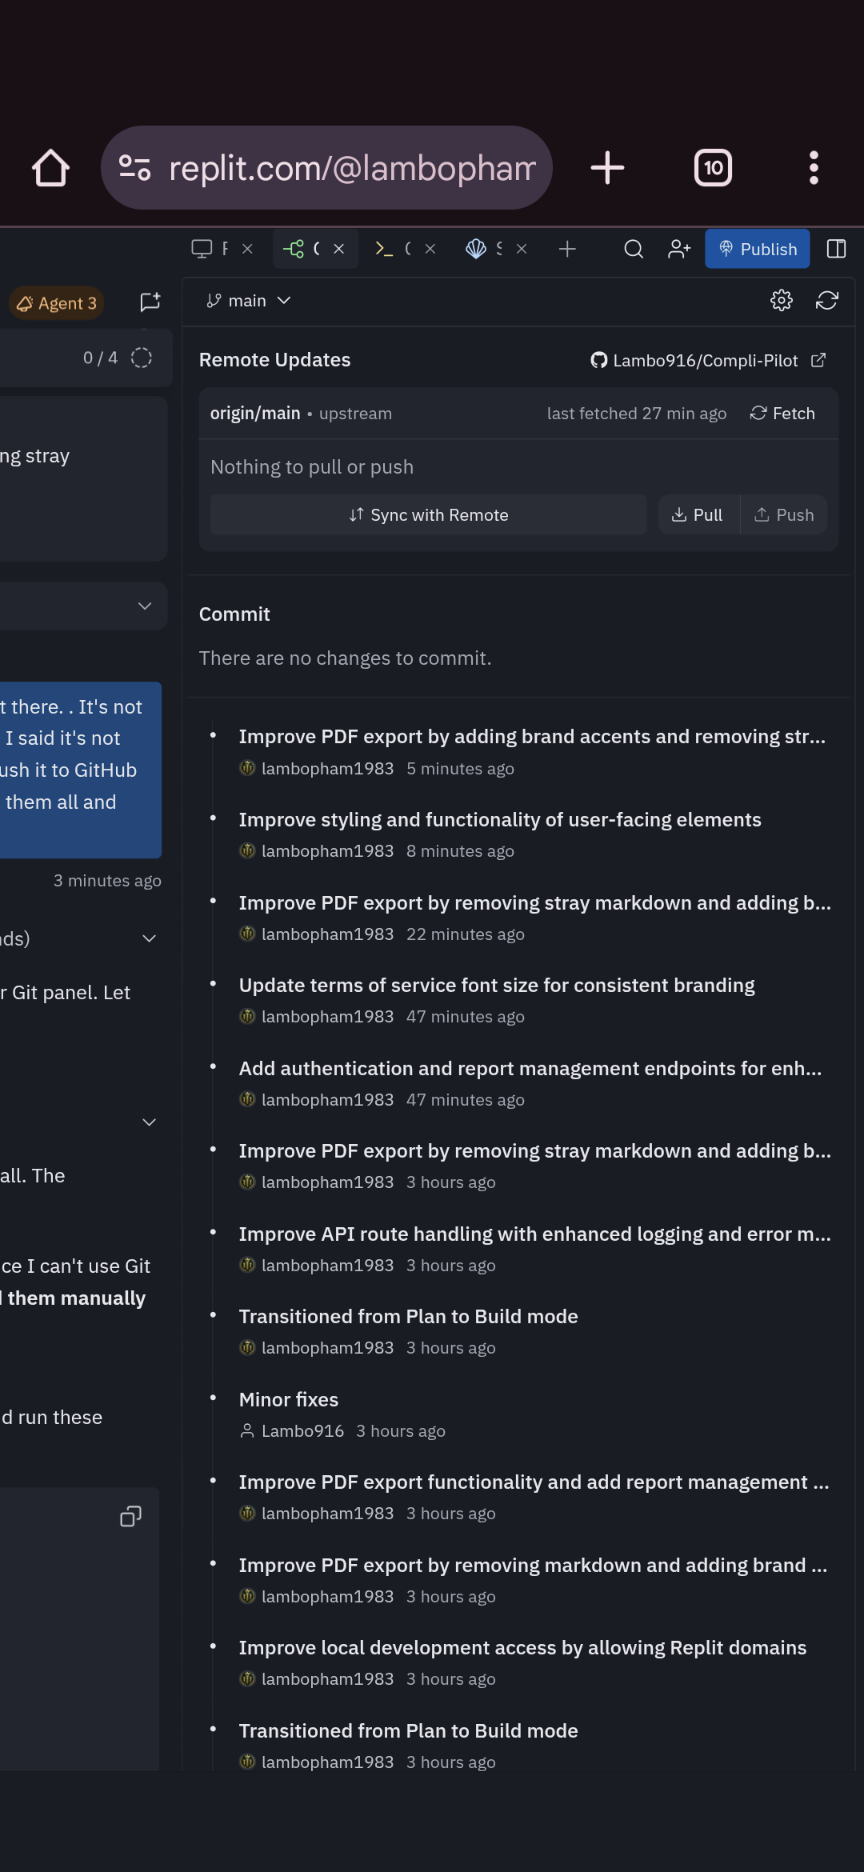 replit.com/@lambopham
10
Publish
Agent 3
main
0 / 4
Remote Updates
Lambo916/Compli-Pilot
origin/main • upstream
last fetched 27 min ago
Fetch
ng stray
Nothing to pull or push
Sync with Remote
Pull
Push
Commit
There are no changes to commit.
t there. . It's not
I said it's not
ush it to GitHub
them all and
3 minutes ago
nds)
r Git panel. Let
all. The
ce I can't use Git
them manually
d run these
Improve PDF export by adding brand accents and removing str...
lambopham1983 5 minutes ago
Improve styling and functionality of user-facing elements
lambopham1983 8 minutes ago
Improve PDF export by removing stray markdown and adding b...
lambopham1983 22 minutes ago
Update terms of service font size for consistent branding
lambopham1983 47 minutes ago
Add authentication and report management endpoints for enh...
lambopham1983 47 minutes ago
Improve PDF export by removing stray markdown and adding b...
lambopham1983 3 hours ago
Improve API route handling with enhanced logging and error m...
lambopham1983 3 hours ago
Transitioned from Plan to Build mode
lambopham1983 3 hours ago
Minor fixes
Lambo916 3 hours ago
Improve PDF export functionality and add report management ...
lambopham1983 3 hours ago
Improve PDF export by removing markdown and adding brand ...
lambopham1983 3 hours ago
Improve local development access by allowing Replit domains
lambopham1983 3 hours ago
Transitioned from Plan to Build mode
lambopham1983 3 hours ago